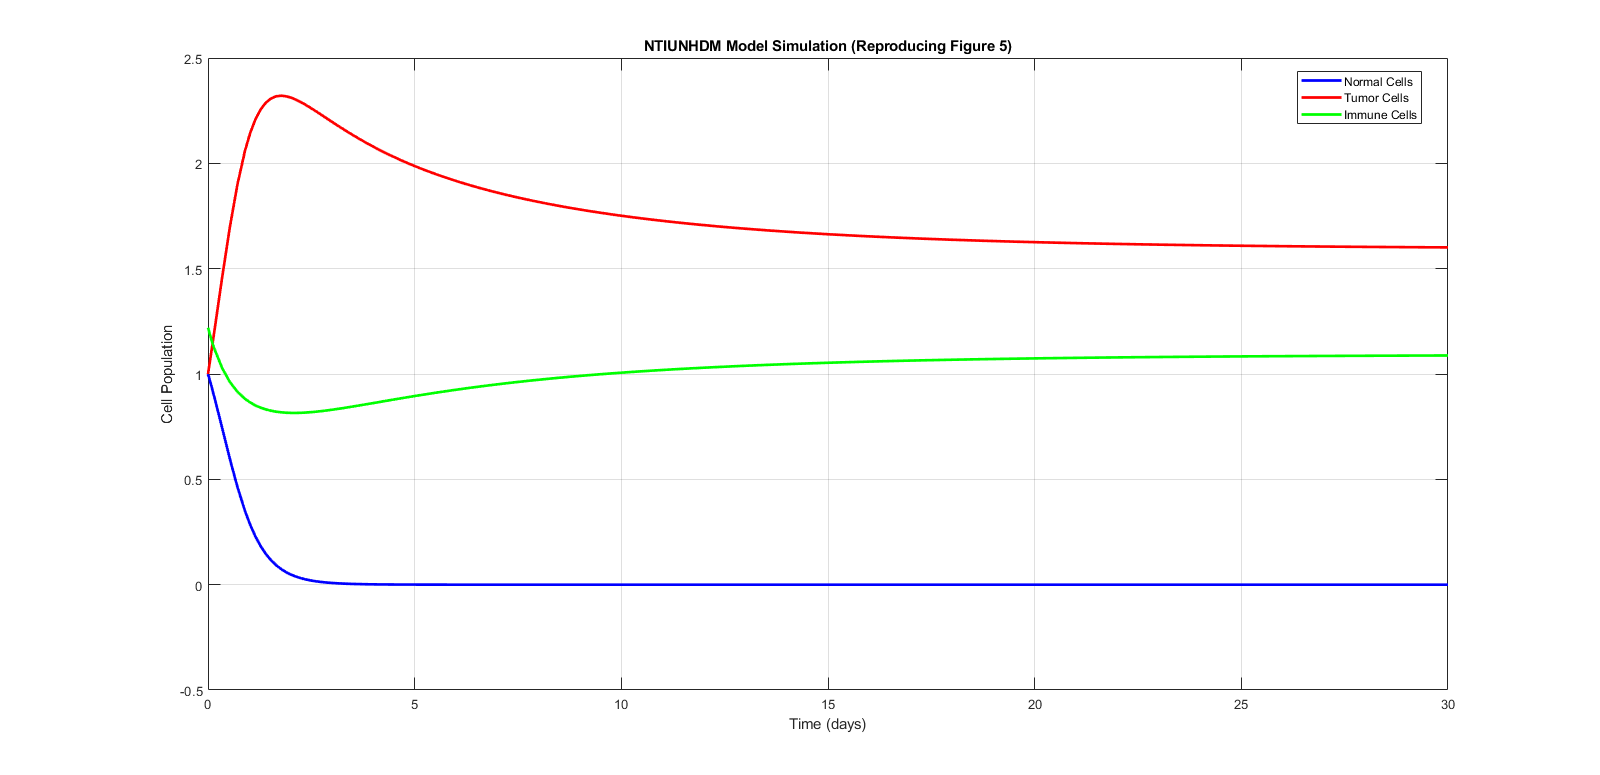 NTIUNHDM Model Simulation (Reproducing Figure 5)
Normal Cells
Tumor Cells
Immune Cells
Cell Population
2.5
2
1.5
1
0.5
0
-0.5
0 5 10 15 20 25 30
Time (days)